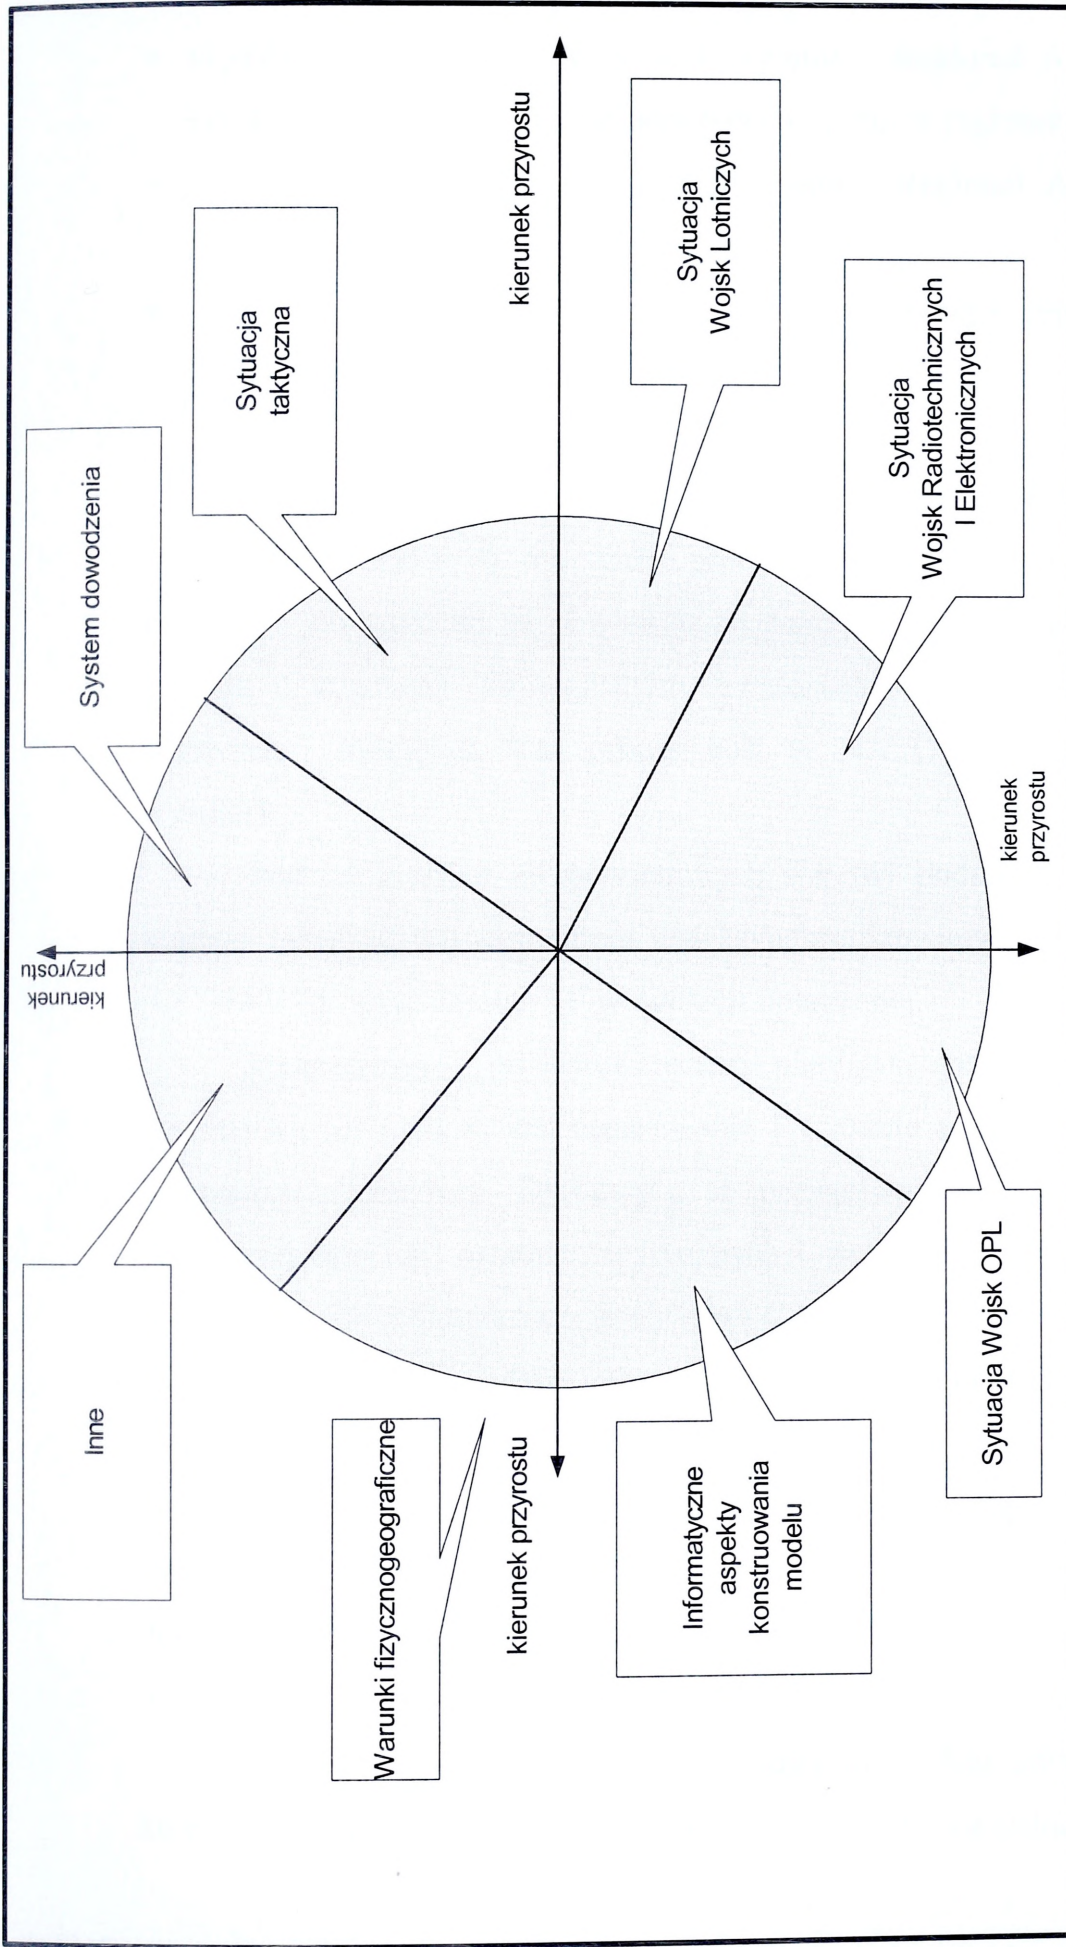 kierunek
przyrostu
Inne
System dowodzenia
Sytuacja
taktyczna
Warunki fizycznogeograficzne
kierunek przyrostu
kierunek przyrostu
Sytuacja
Wojsk Lotniczych
Informatyczne
aspekty
konstruowania
modelu
Sytuacja
Wojsk Radiotechnicznych
I Elektronicznych
Sytuacja Wojsk OPL
kierunek
przyrostu